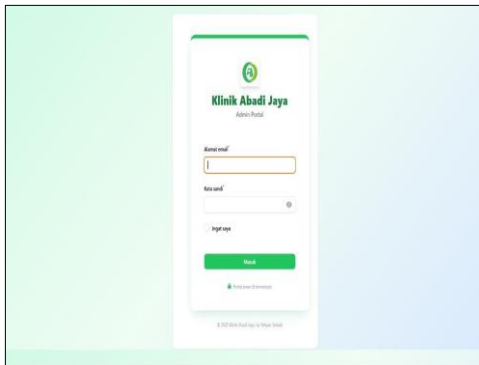 Klinik Abadi Jaya
Admin Portal
Alamat email*
Kata sandi*
Ingat saya
Masuk